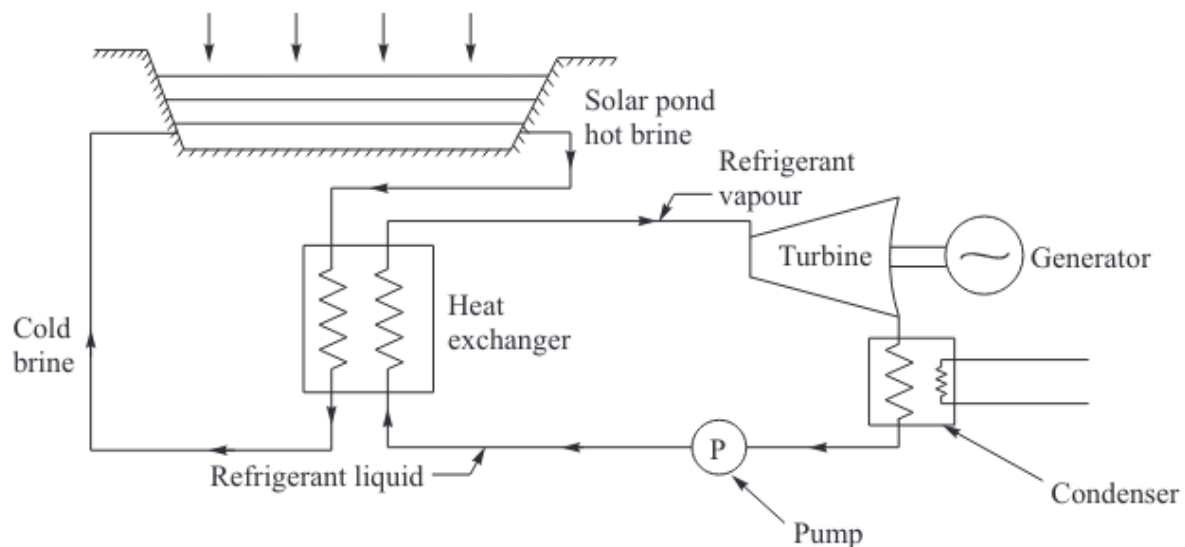 Solar pond
hot brine
Refrigerant
vapour
Turbine
Generator
Heat
exchanger
Cold
brine
P
Refrigerant liquid
Condenser
Pump